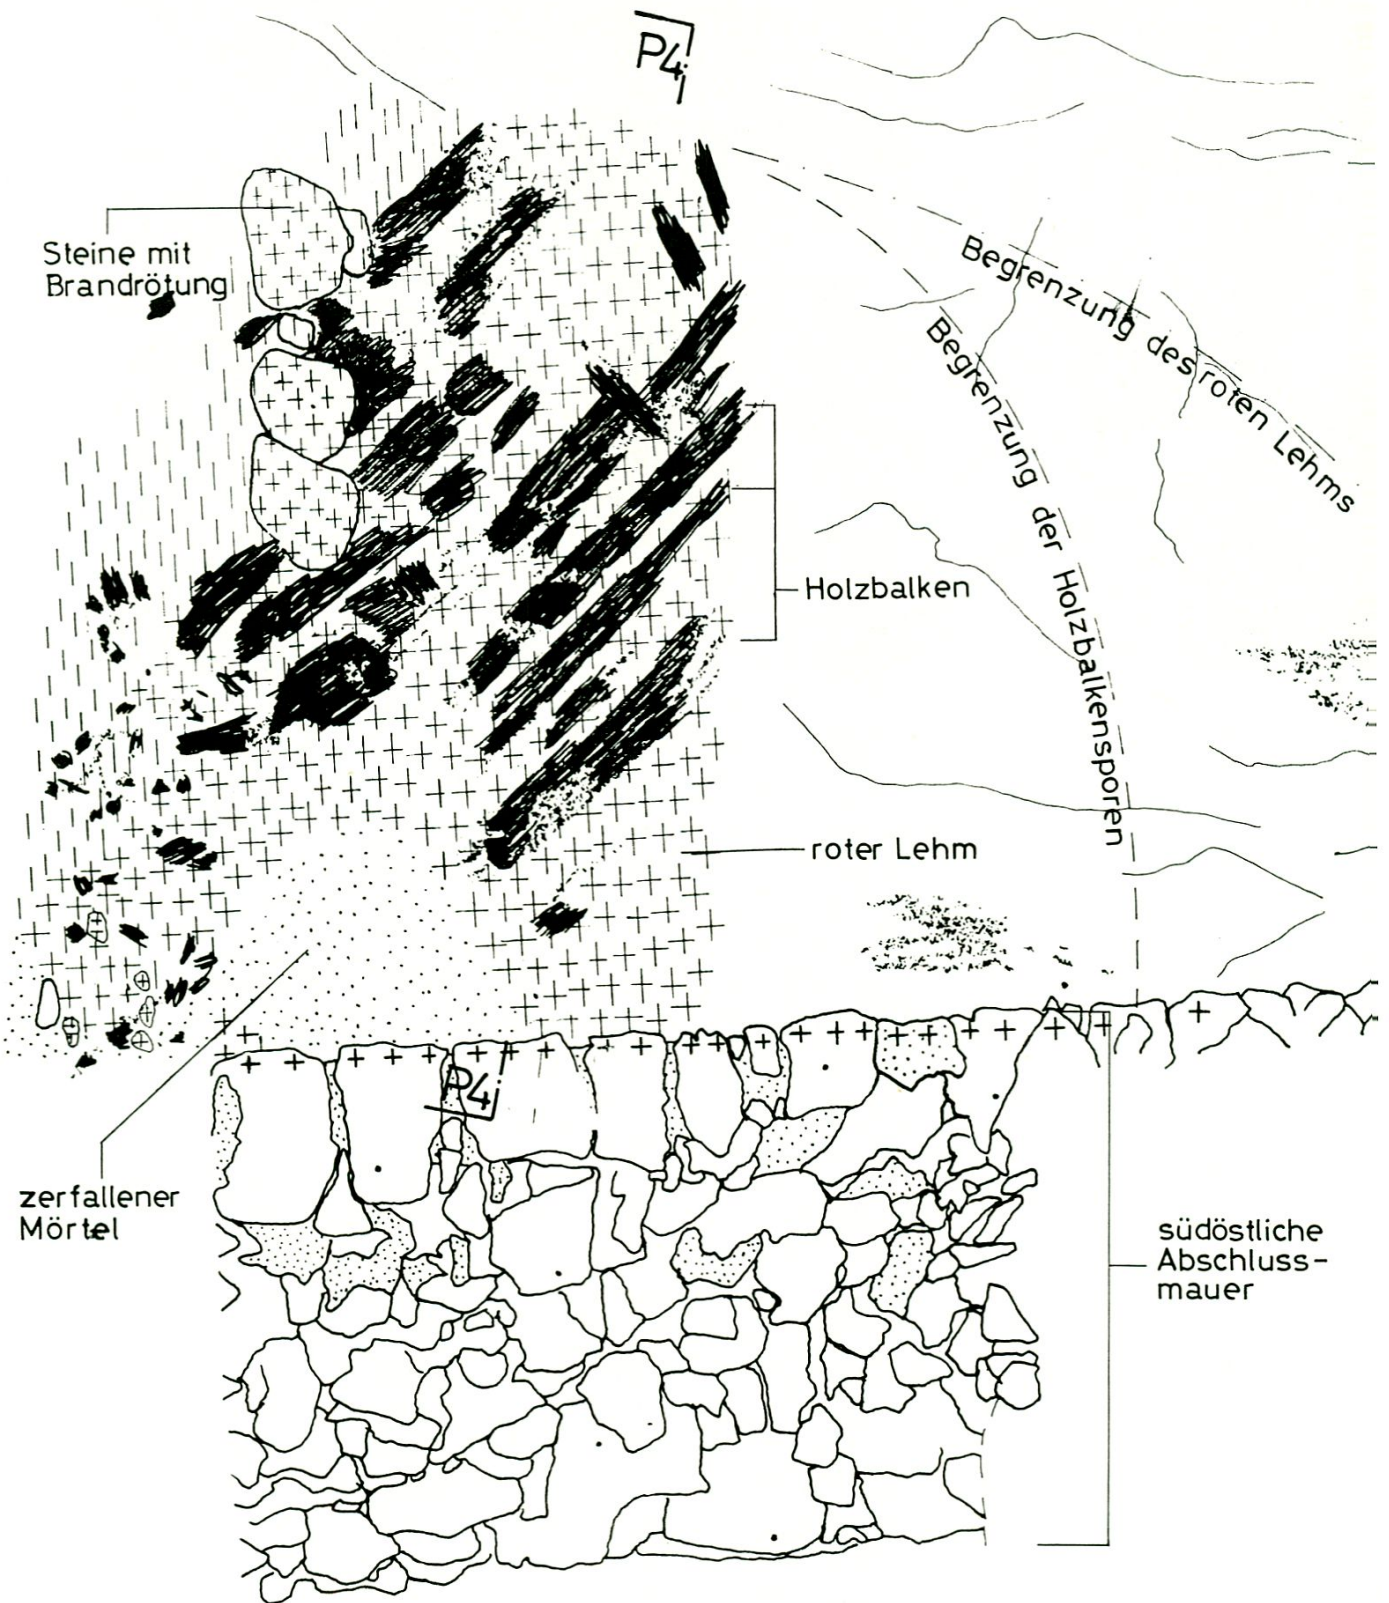 P4
Steine mit
Brandrötung
Begrenzung des roten Lehms
Begrenzung der Holzbalkensporen
Holzbalken
roter Lehm
P4
zerfallener
Mörtel
südöstliche
Abschluss-
mauer